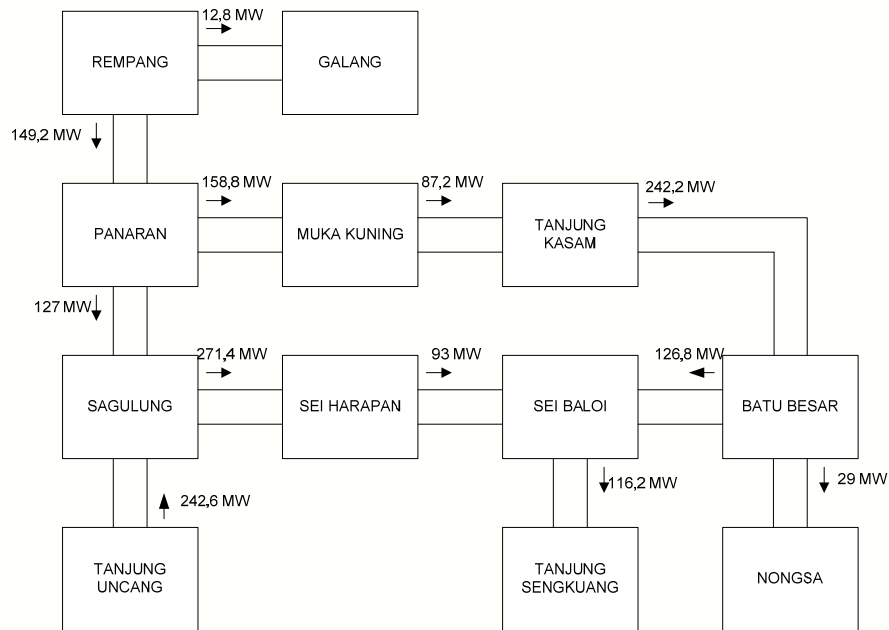 12,8 MW
REMPANG
GALANG
149,2 MW
158,8 MW
87,2 MW
242,2 MW
PANARAN
MUKA KUNING
TANJUNG
KASAM
127 MW
271,4 MW
93 MW
126,8 MW
SAGULUNG
SEI HARAPAN
SEI BALOI
BATU BESAR
242,6 MW
116,2 MW
29 MW
TANJUNG
UNCANG
TANJUNG
SENGKUANG
NONGSA